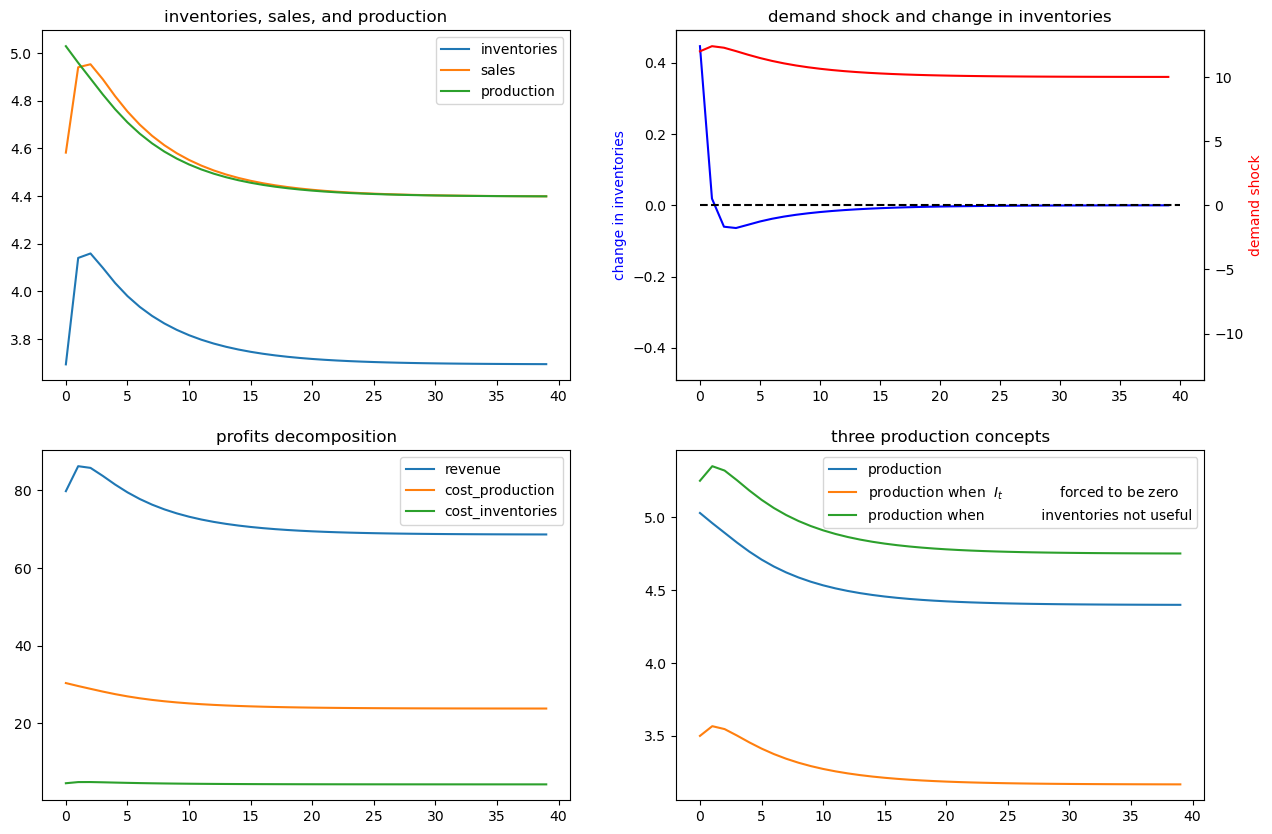 inventories, sales, and production
5.0
4.8
4.6
4.4
4.2
4.0
3.8
inventories
sales
production
0 5 10 15 20 25 30 35 40
demand shock and change in inventories
change in inventories
0.4
0.2
0.0
−0.2
−0.4
10
5
0
−5
−10
demand shock
0 5 10 15 20 25 30 35 40
profits decomposition
80
60
40
20
revenue
cost_production
cost_inventories
0 5 10 15 20 25 30 35 40
three production concepts
5.0
4.5
4.0
3.5
production
production when I_t forced to be zero
production when inventories not useful
0 5 10 15 20 25 30 35 40